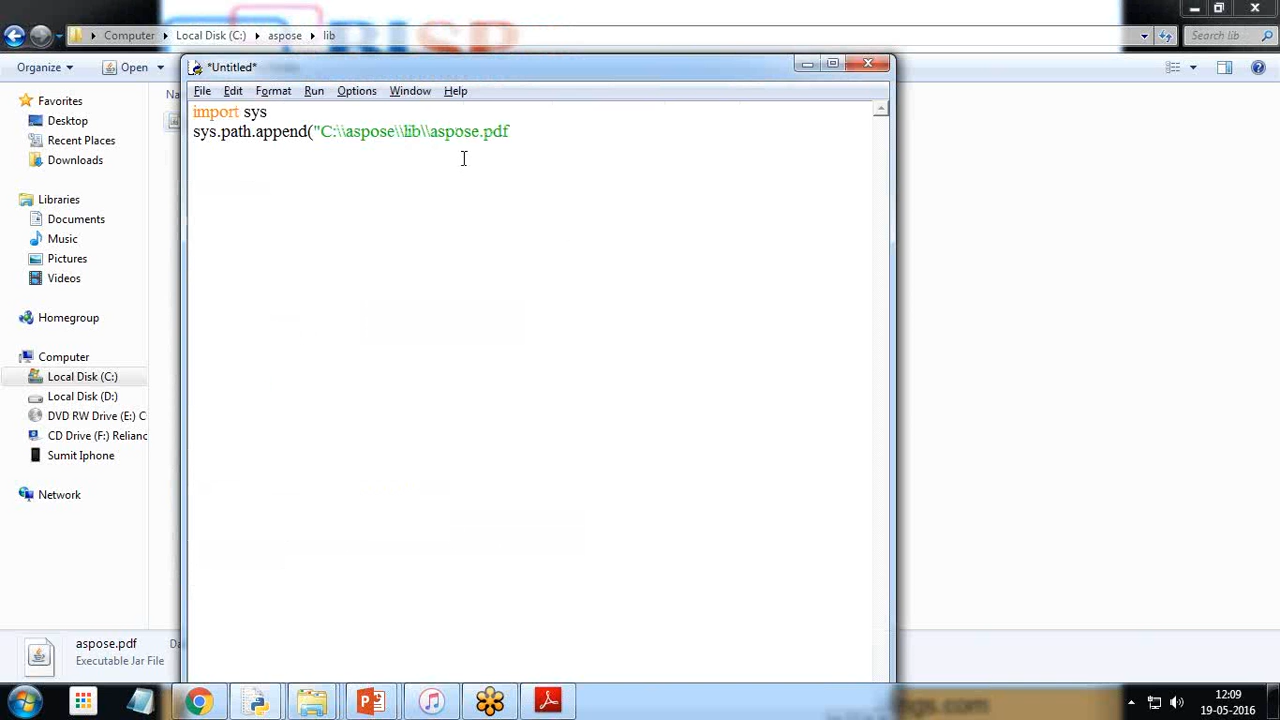 BISP
Computer Local Disk (C:) aspose lib
Search lib
Organize Open
*Untitled*
File Edit Format Run Options Window Help
import sys
sys.path.append("C:\\aspose\\lib\\aspose.pdf
Favorites
Desktop
Recent Places
Downloads
Libraries
Documents
Music
Pictures
Videos
Homegroup
Computer
Local Disk (C:)
Local Disk (D:)
DVD RW Drive (E:) C
CD Drive (F:) Relianc
Sumit Iphone
Network
aspose.pdf
Executable Jar File
12:09
19-05-2016